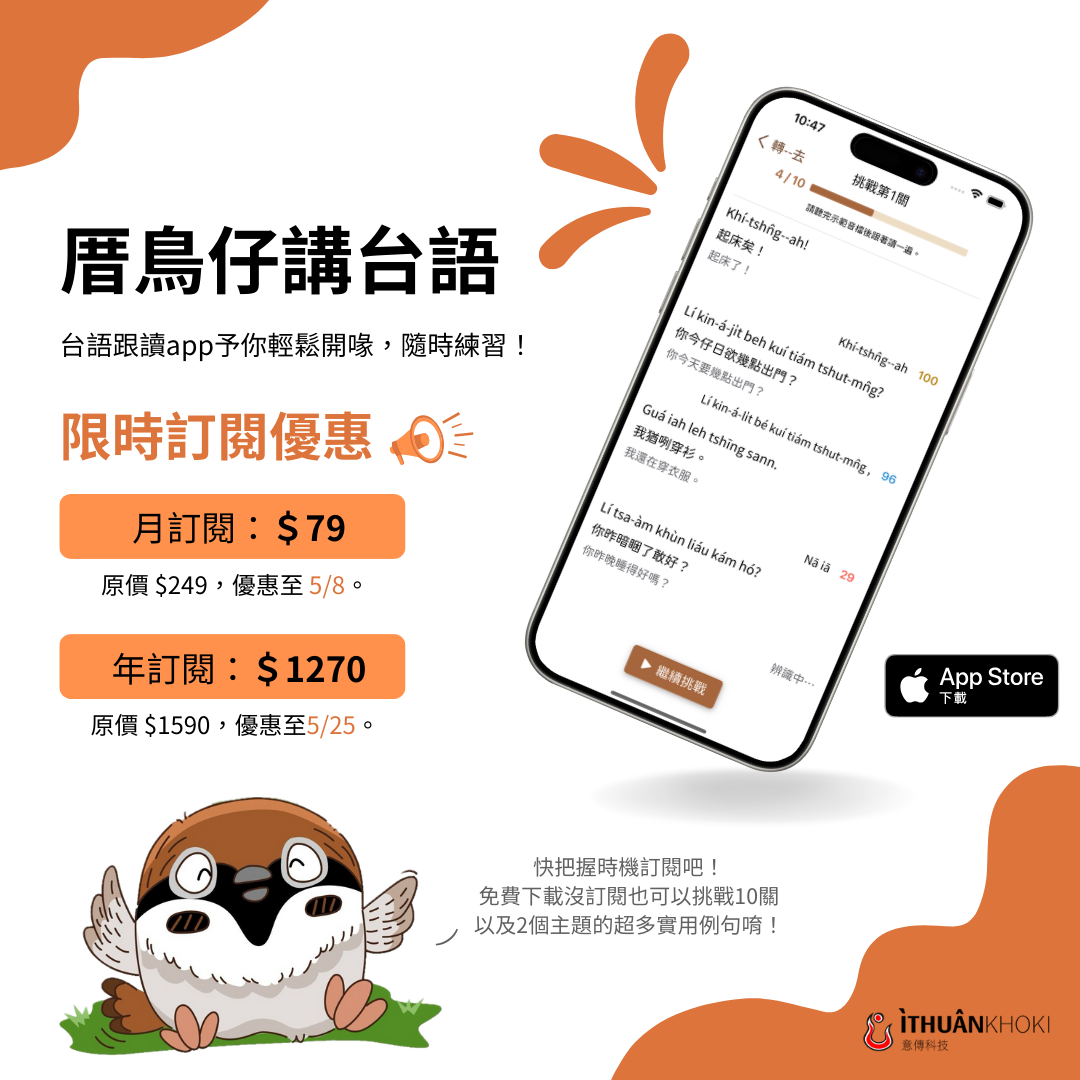 厝鳥仔講台語
台語跟讀app予你輕鬆開喙，隨時練習！
限時訂閱優惠
月訂閱：＄79
原價 $249，優惠至 5/8。
年訂閱：＄1270
原價 $1590，優惠至5/25。
10:47
轉--去
挑戰第1關
4/10
請聽完示範音檔後跟著讀一遍。
Khí-tshn̂g--ah!
起床矣！
起床了！
Khí-tshn̂g--ah 100
Lí kin-á-ji̍t beh kuí tiám tshut-mn̂g?
你今仔日欲幾點出門？
你今天要幾點出門？
Lí kin-á-li̍t bé kuí tiám tshut-mn̂g, 96
Guá iah leh tshīng sann.
我猶咧穿衫。
我還在穿衣服。
Nā iā 29
Lí tsa-àm khùn liáu kám hó?
你昨暗睏了敢好？
你昨晚睡得好嗎？
辨識中…
繼續挑戰
App Store
下載
快把握時機訂閱吧！
免費下載沒訂閱也可以挑戰10關
以及2個主題的超多實用例句唷！
ÌTHUÂNKHOKI
意傳科技